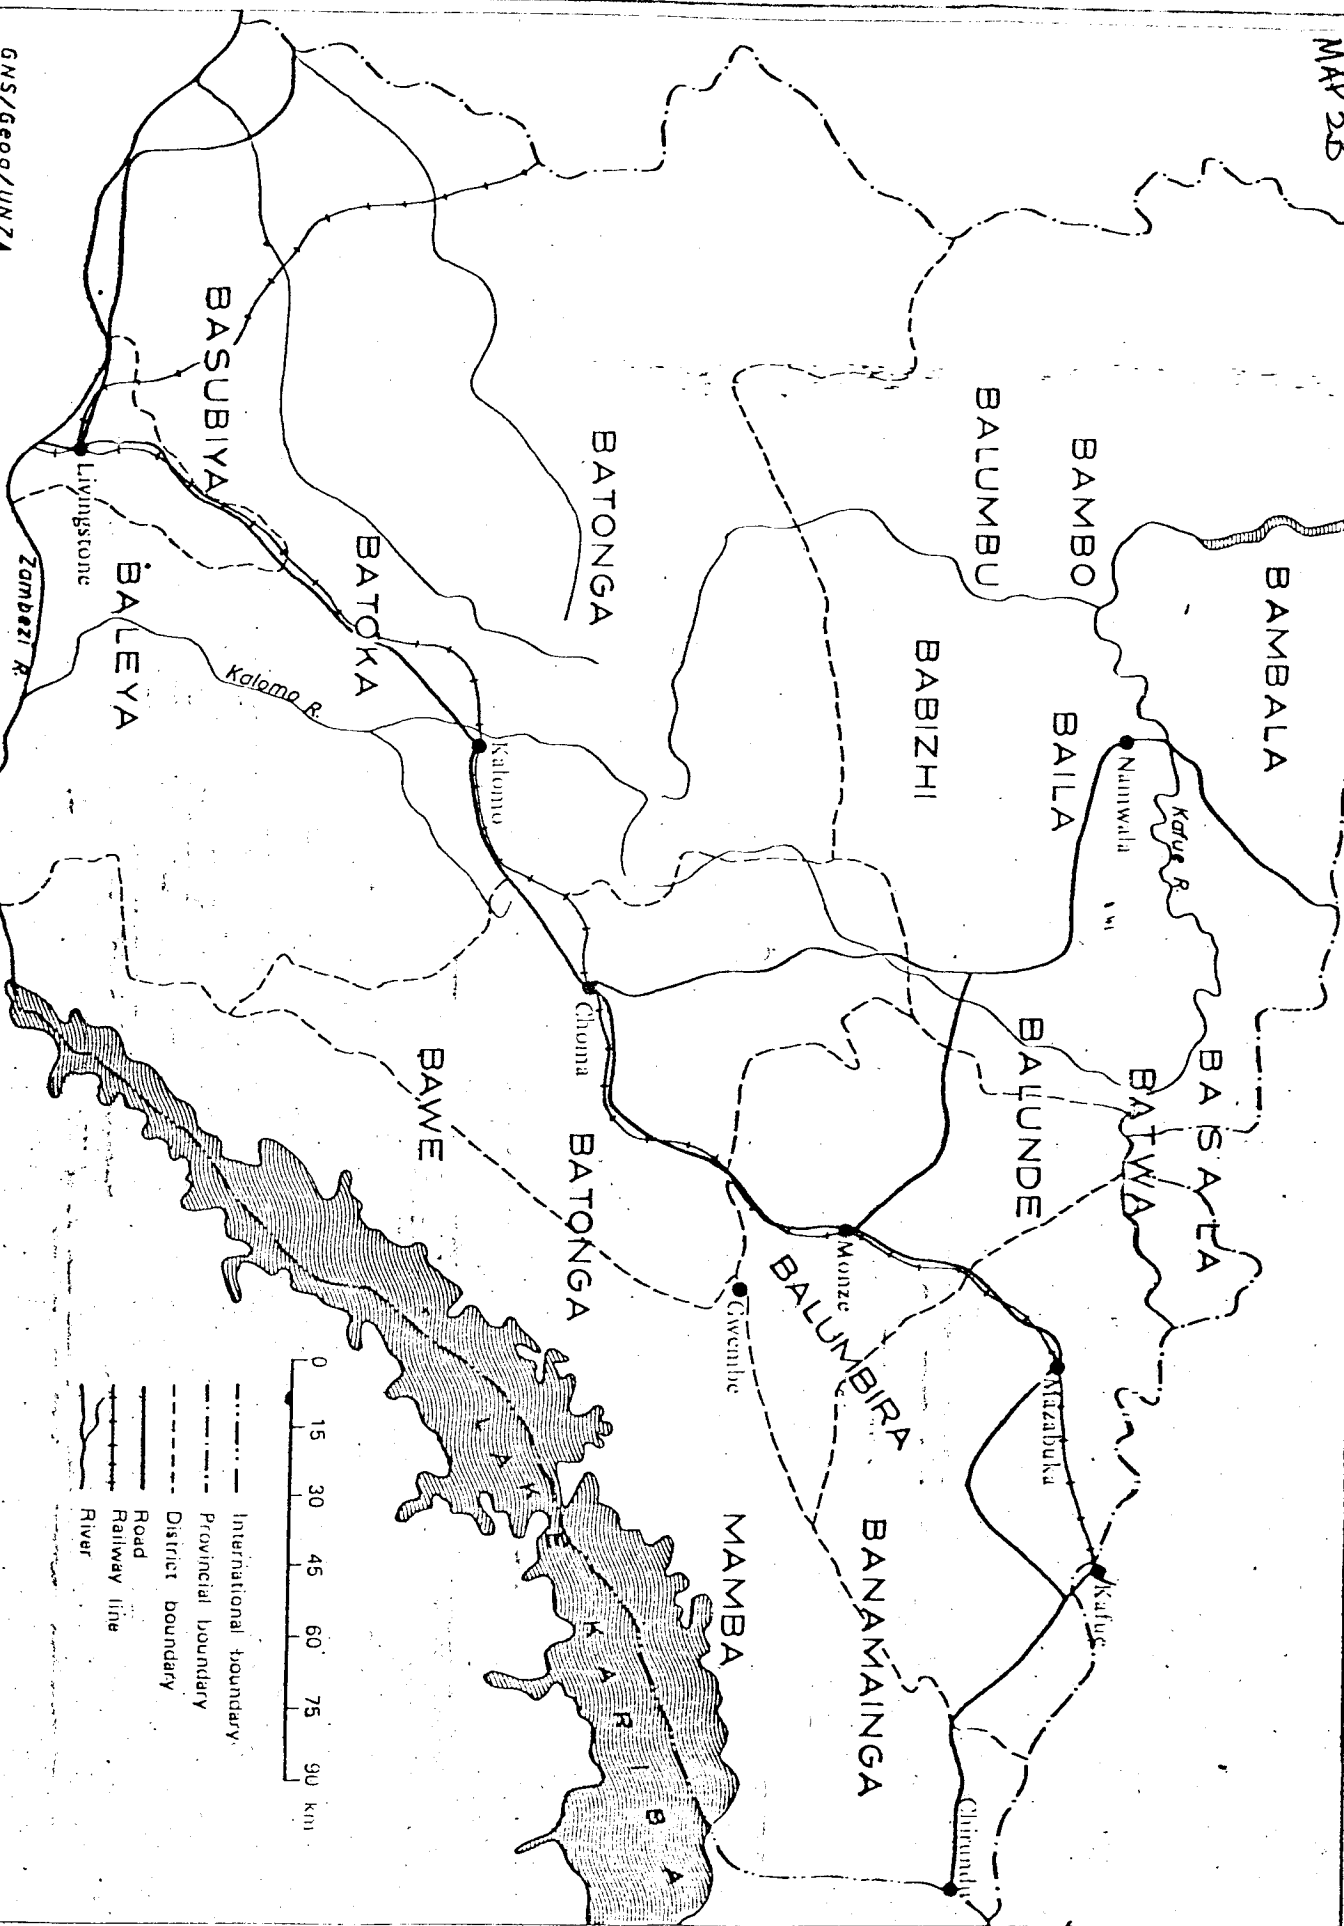 MAP 2B
BAMBALA
BAMBO
BALUMBU
BAILA
Namwala
Kafue R.
BABIZHI
BAISALA
BATWA
BALUNDE
BATONGA
Mazabuka
Kafue
Monze
BALUMBIRA
BANAMAINGA
Chirundu
Gwembe
MAMBA
BATONGA
Choma
Kalomo
BATOKA
BASUBIYA
Kalomo R.
BAWE
BALEYA
Livingstone
Zambezi R.
LAKE KARIBA
0 15 30 45 60 75 90 km
International boundary
Provincial boundary
District boundary
Road
Railway line
River
GNS/Geog/UNZA